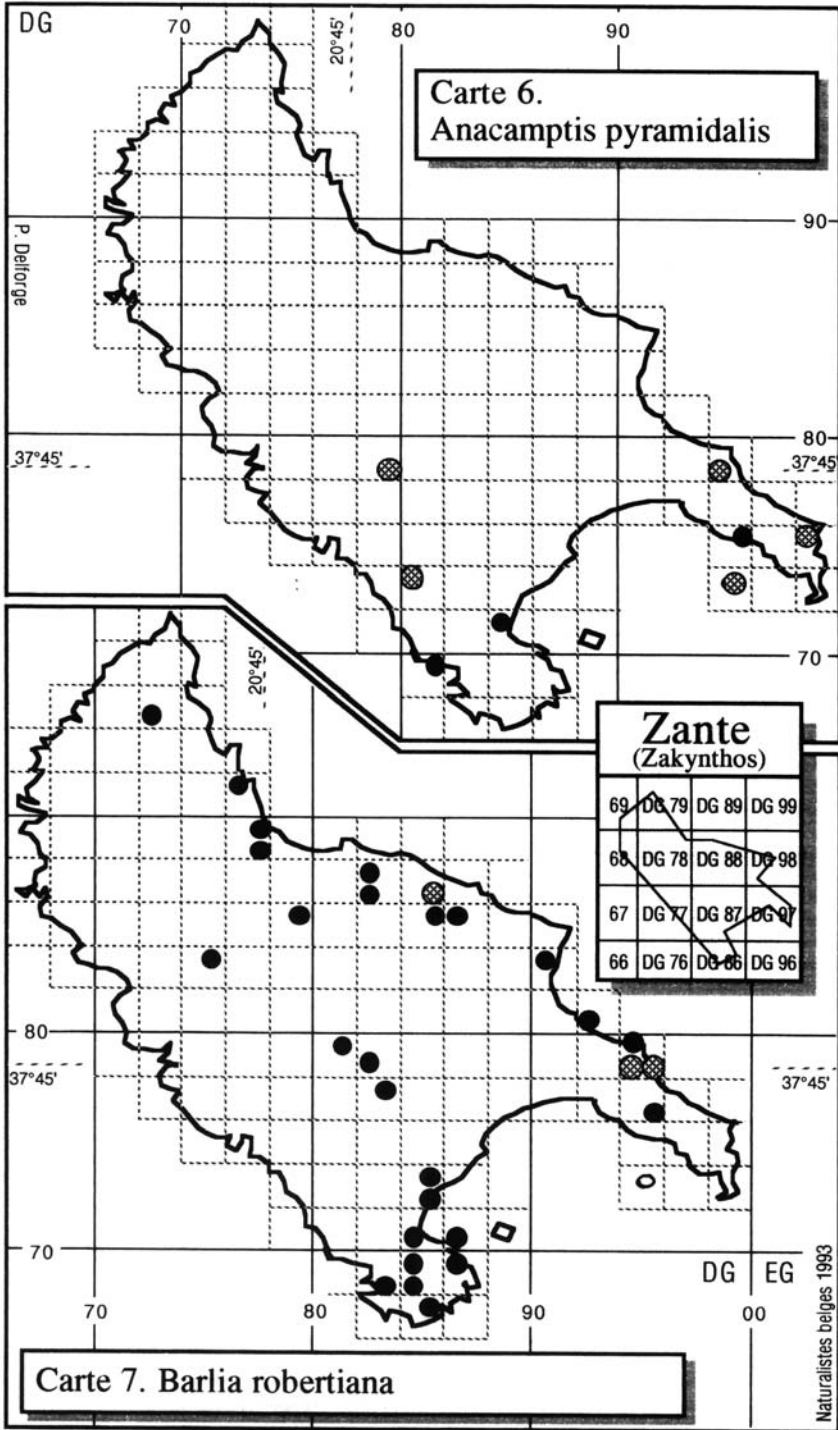 DG
70
80
90
20°45'
Carte 6.
Anacamptis pyramidalis
90
P. Delforge
80
37°45'
37°45'
70
20°45'
Zante
(Zakynthos)
69 DG 79 DG 89 DG 99
68 DG 78 DG 88 DG 98
67 DG 77 DG 87 DG 97
66 DG 76 DG 86 DG 96
80
37°45'
37°45'
70
DG EG
70
80
90
00
Carte 7. Barlia robertiana
Naturalistes belges 1993